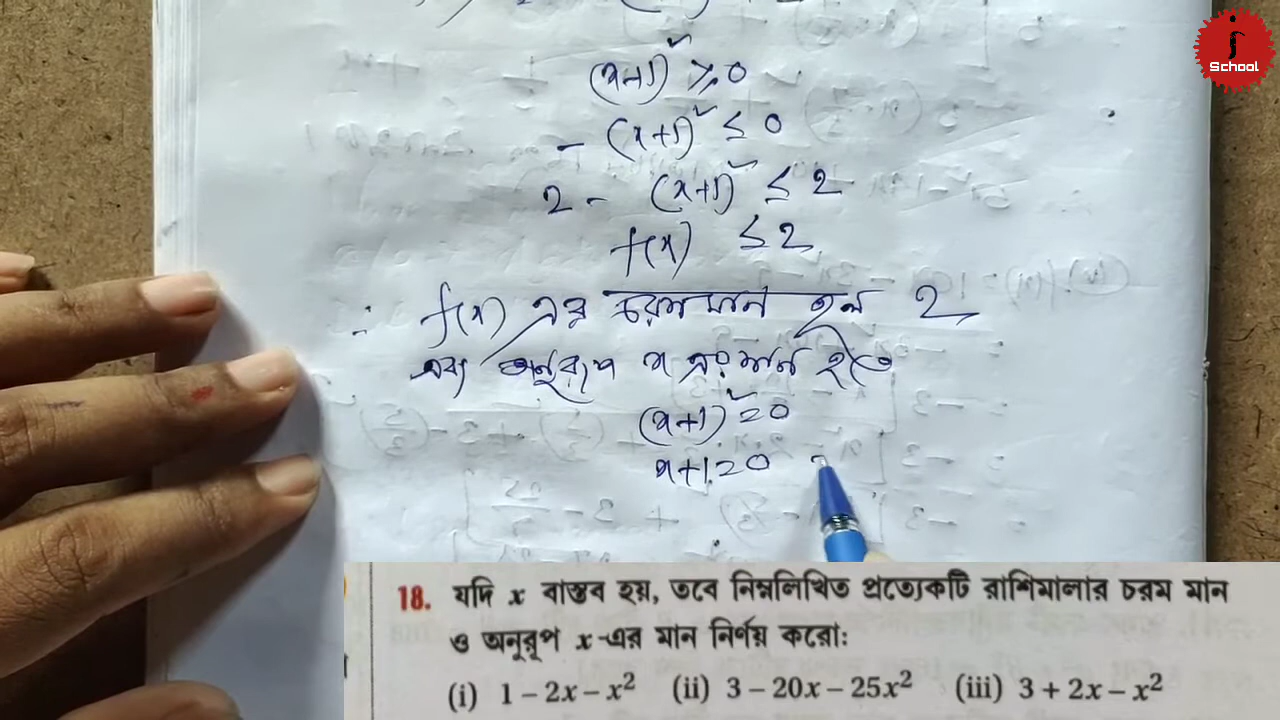 School
(x+1)² ≥ 0
- (x+1)² ≤ 0
2 - (x+1)² ≤ 2
f(x) ≤ 2
∴ f(x) এর চরম মান হল 2
এবং অনুরূপ x এর মান হবে
(x+1)² = 0
x+1 = 0
18. যদি x বাস্তব হয়, তবে নিম্নলিখিত প্রত্যেকটি রাশিমালার চরম মান
ও অনুরূপ x-এর মান নির্ণয় করো:
(i) 1 – 2x – x² (ii) 3 – 20x – 25x² (iii) 3 + 2x – x²